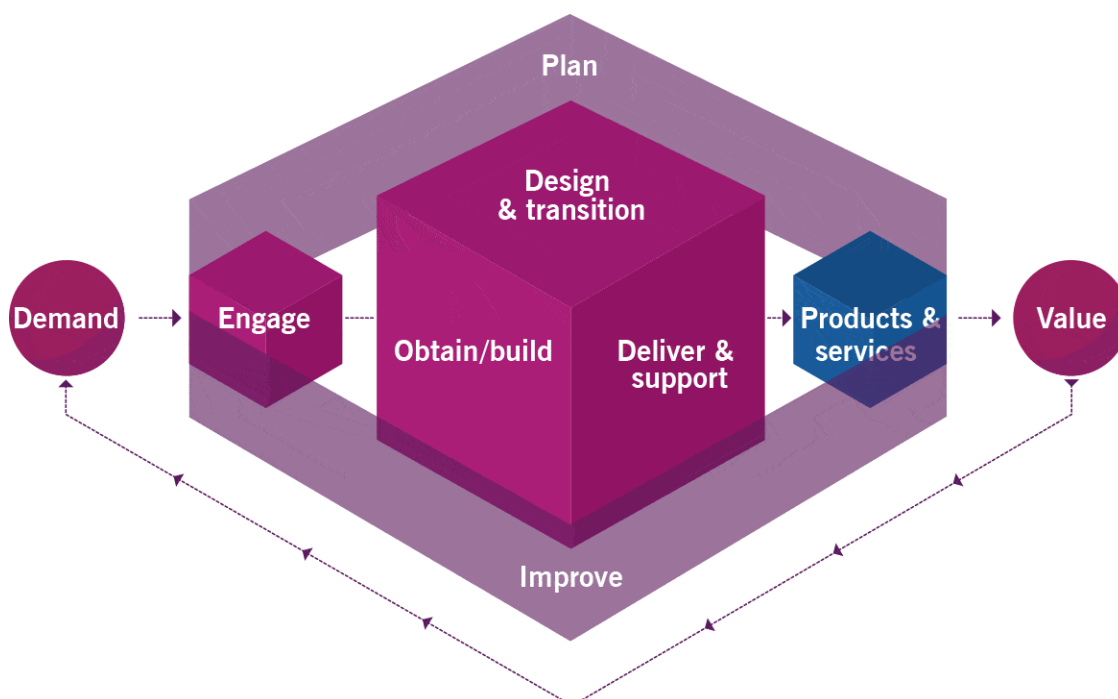 Plan
Design
& transition
Demand
Engage
Obtain/build
Deliver &
support
Products &
services
Value
Improve